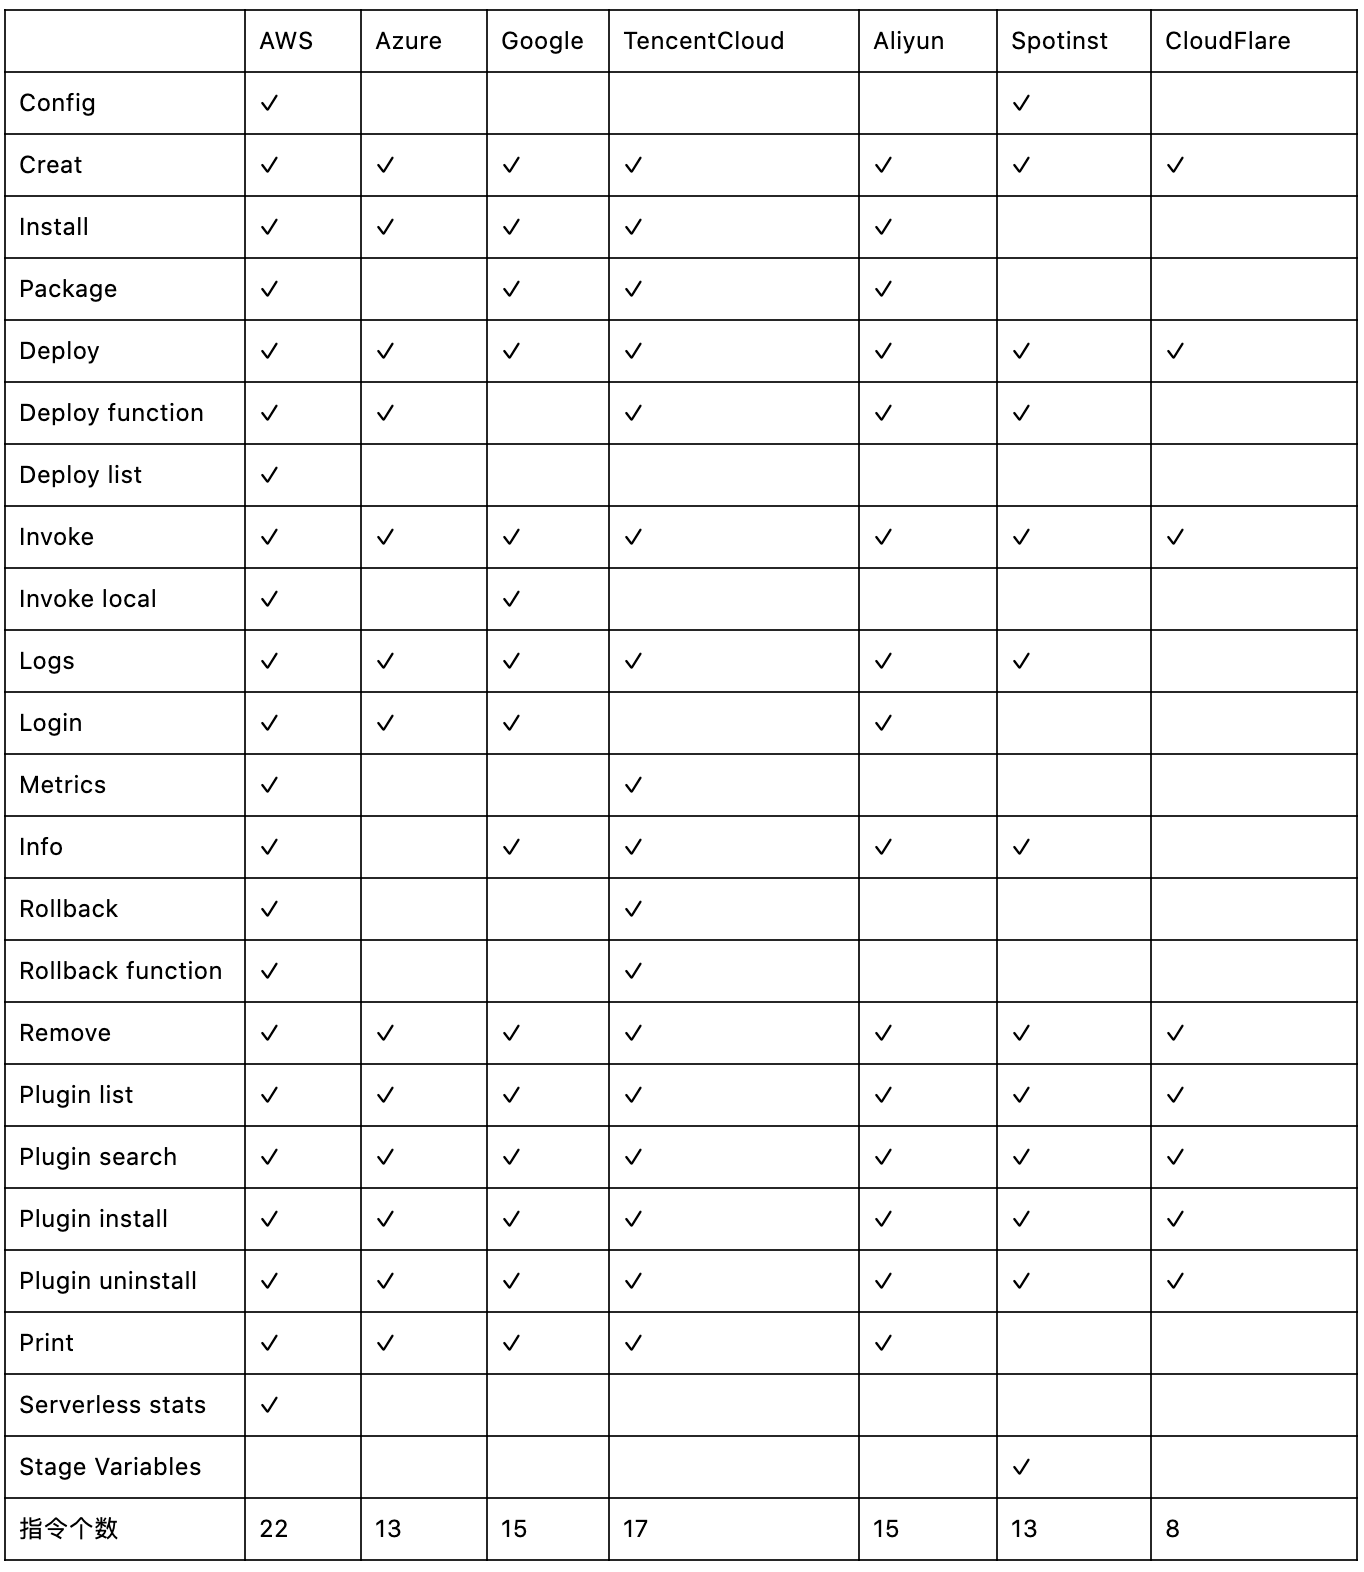 AWS Azure Google TencentCloud Aliyun Spotinst CloudFlare
Config ✓ ✓
Creat ✓ ✓ ✓ ✓ ✓ ✓ ✓
Install ✓ ✓ ✓ ✓ ✓
Package ✓ ✓ ✓ ✓
Deploy ✓ ✓ ✓ ✓ ✓ ✓ ✓
Deploy function ✓ ✓ ✓ ✓ ✓
Deploy list ✓
Invoke ✓ ✓ ✓ ✓ ✓ ✓ ✓
Invoke local ✓ ✓
Logs ✓ ✓ ✓ ✓ ✓ ✓
Login ✓ ✓ ✓ ✓
Metrics ✓ ✓
Info ✓ ✓ ✓ ✓ ✓
Rollback ✓ ✓
Rollback function ✓ ✓
Remove ✓ ✓ ✓ ✓ ✓ ✓ ✓
Plugin list ✓ ✓ ✓ ✓ ✓ ✓ ✓
Plugin search ✓ ✓ ✓ ✓ ✓ ✓ ✓
Plugin install ✓ ✓ ✓ ✓ ✓ ✓ ✓
Plugin uninstall ✓ ✓ ✓ ✓ ✓ ✓ ✓
Print ✓ ✓ ✓ ✓ ✓
Serverless stats ✓
Stage Variables ✓
指令个数 22 13 15 17 15 13 8